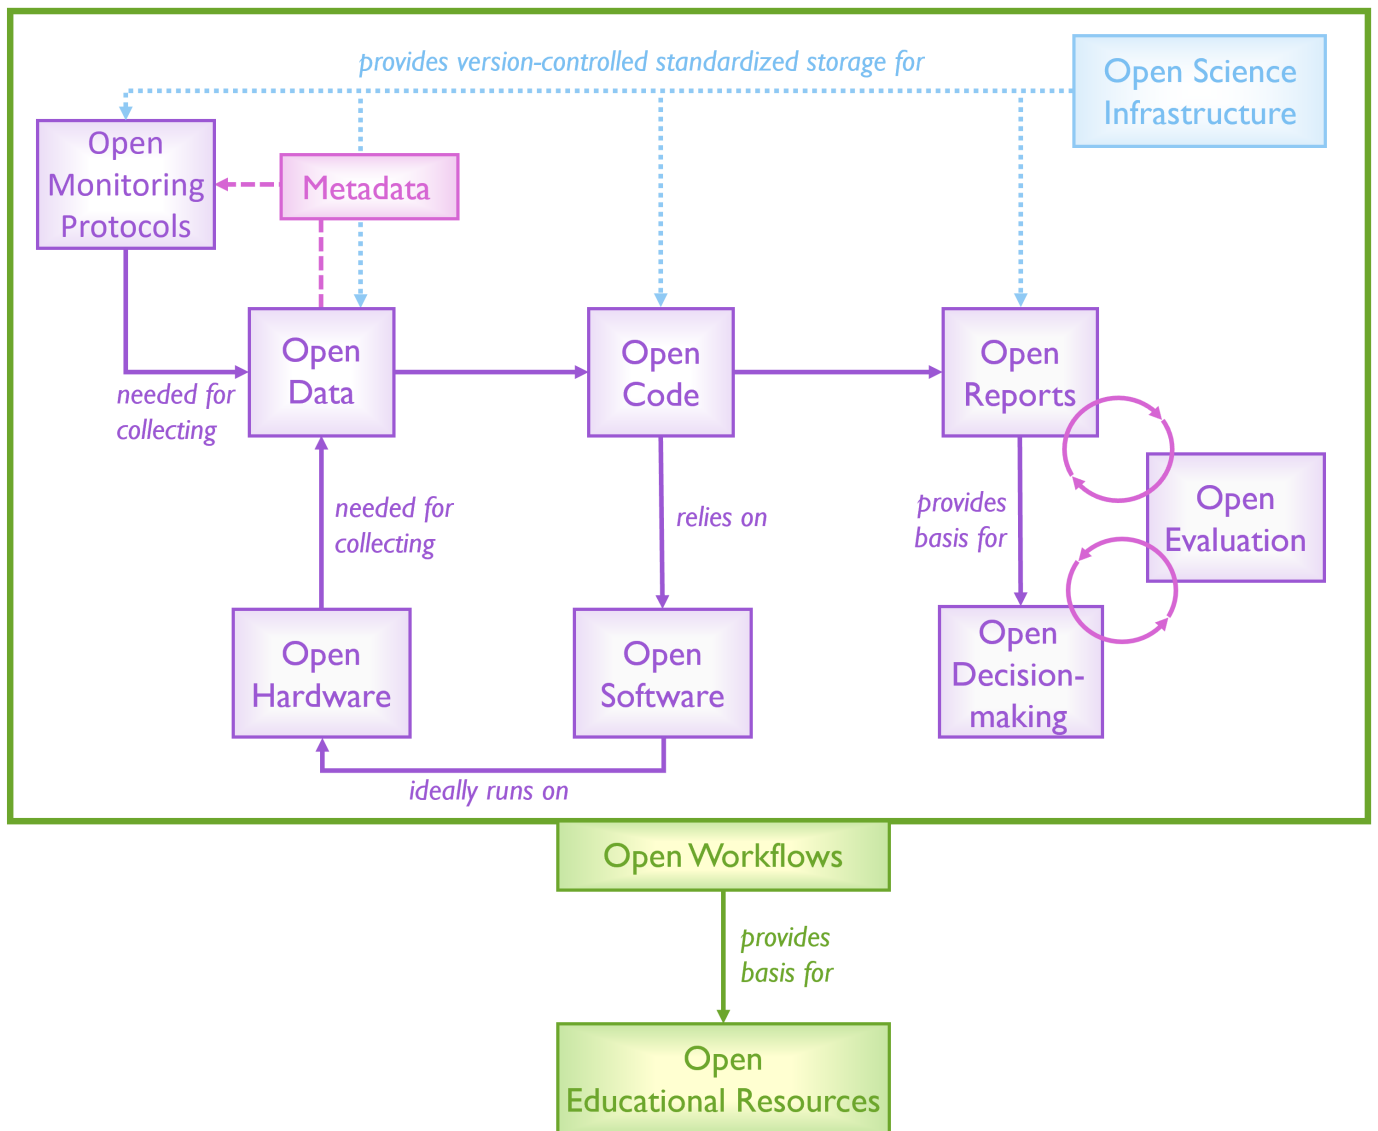 provides version-controlled standardized storage for
Open Science
Infrastructure
Open
Monitoring
Protocols
Metadata
needed for
collecting
Open
Data
Open
Code
Open
Reports
needed for
collecting
relies on
provides
basis for
Open
Evaluation
Open
Hardware
Open
Software
Open
Decision-
making
ideally runs on
Open Workflows
provides
basis for
Open
Educational Resources